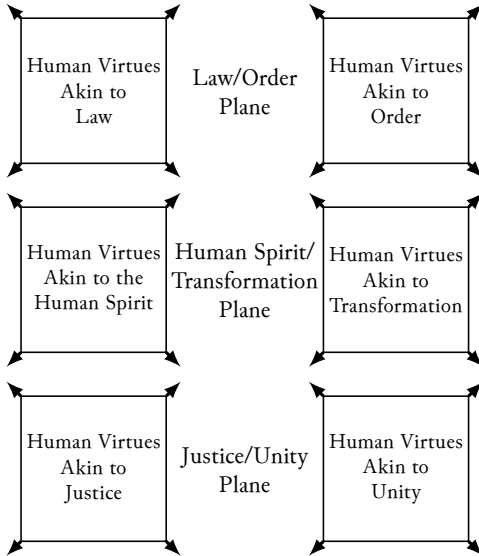 Human Virtues
Akin to
Law
Law/Order
Plane
Human Virtues
Akin to
Order
Human Virtues
Akin to the
Human Spirit
Human Spirit/
Transformation
Plane
Human Virtues
Akin to
Transformation
Human Virtues
Akin to
Justice
Justice/Unity
Plane
Human Virtues
Akin to
Unity